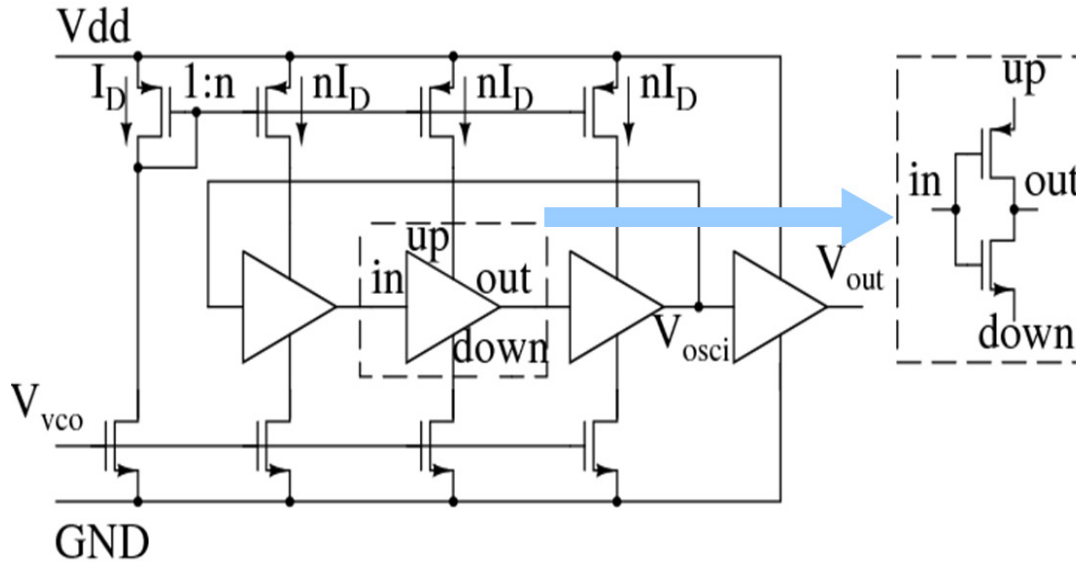 Vdd
I_D 1:n nI_D nI_D nI_D
up
in out
down
up
in out
down
V_osci
V_out
V_vco
GND